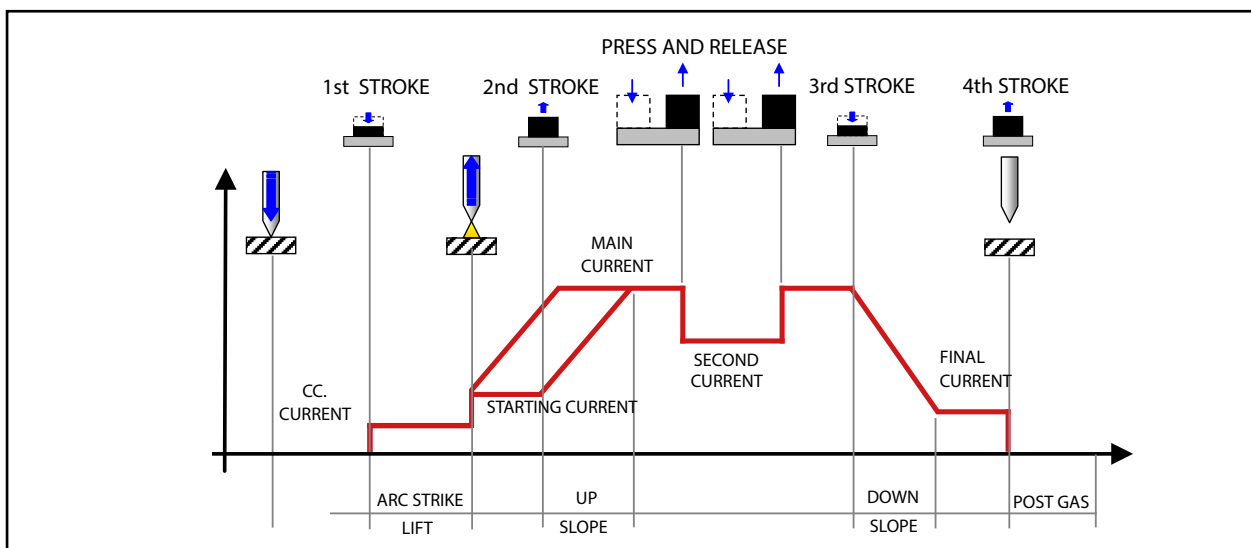 PRESS AND RELEASE
1st STROKE
2nd STROKE
3rd STROKE
4th STROKE
MAIN
CURRENT
SECOND
CURRENT
FINAL
CURRENT
CC.
CURRENT
STARTING CURRENT
ARC STRIKE
LIFT
UP
SLOPE
DOWN
SLOPE
POST GAS